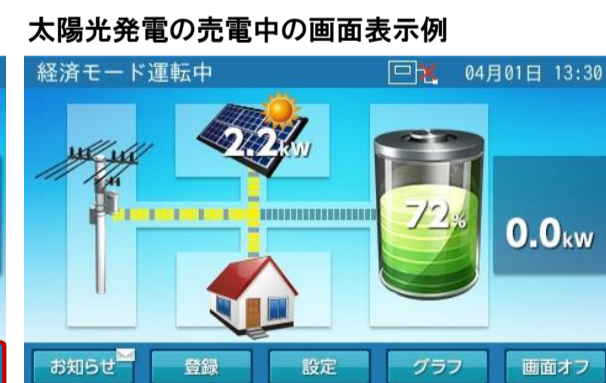 太陽光発電の売電中の画面表示例
経済モード運転中 04月01日 13:30
2.2kW
72%
0.0kW
お知らせ 登録 設定 グラフ 画面オフ